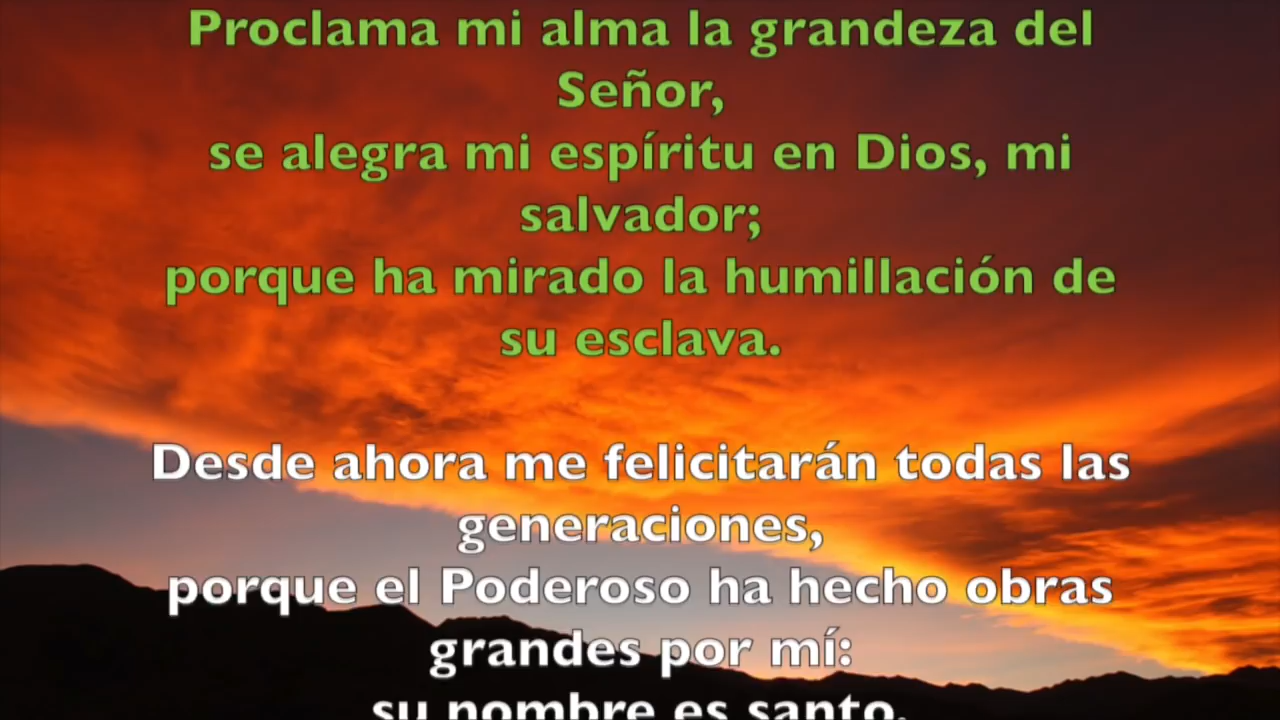 Proclama mi alma la grandeza del
Señor,
se alegra mi espíritu en Dios, mi
salvador;
porque ha mirado la humillación de
su esclava.
Desde ahora me felicitarán todas las
generaciones,
porque el Poderoso ha hecho obras
grandes por mí:
su nombre es santo,